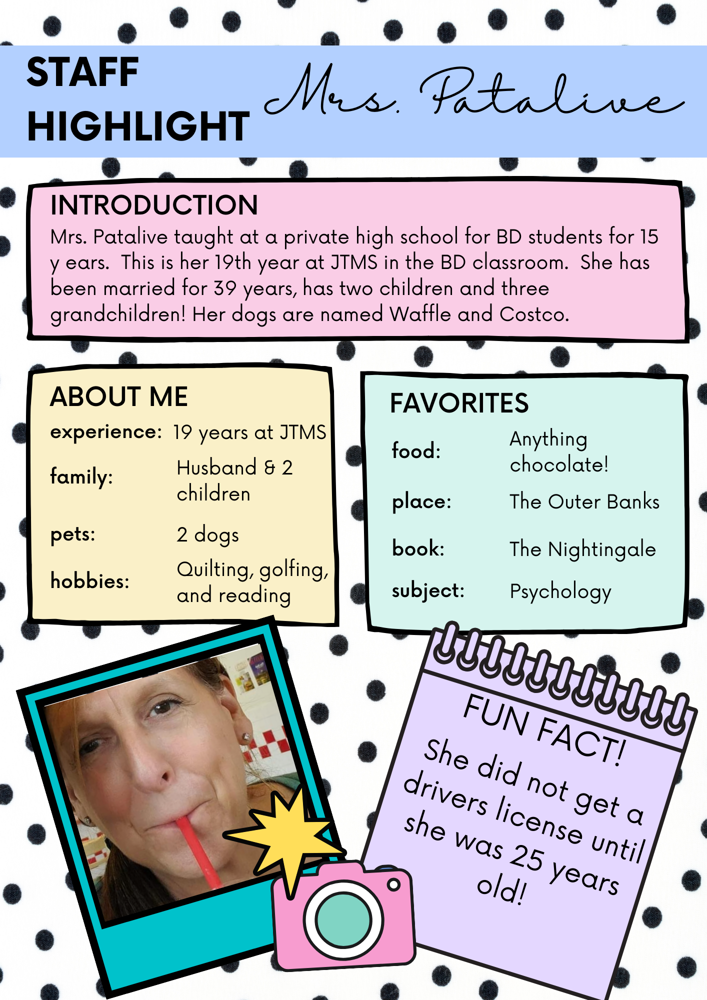 STAFF
HIGHLIGHT
Mrs. Patalive
INTRODUCTION
Mrs. Patalive taught at a private high school for BD students for 15
y ears.  This is her 19th year at JTMS in the BD classroom.  She has
been married for 39 years, has two children and three
grandchildren! Her dogs are named Waffle and Costco.
ABOUT ME
experience: 19 years at JTMS
family: Husband & 2
children
pets: 2 dogs
hobbies: Quilting, golfing,
and reading
FAVORITES
food: Anything
chocolate!
place: The Outer Banks
book: The Nightingale
subject: Psychology
FUN FACT!
She did not get a
drivers license until
she was 25 years
old!